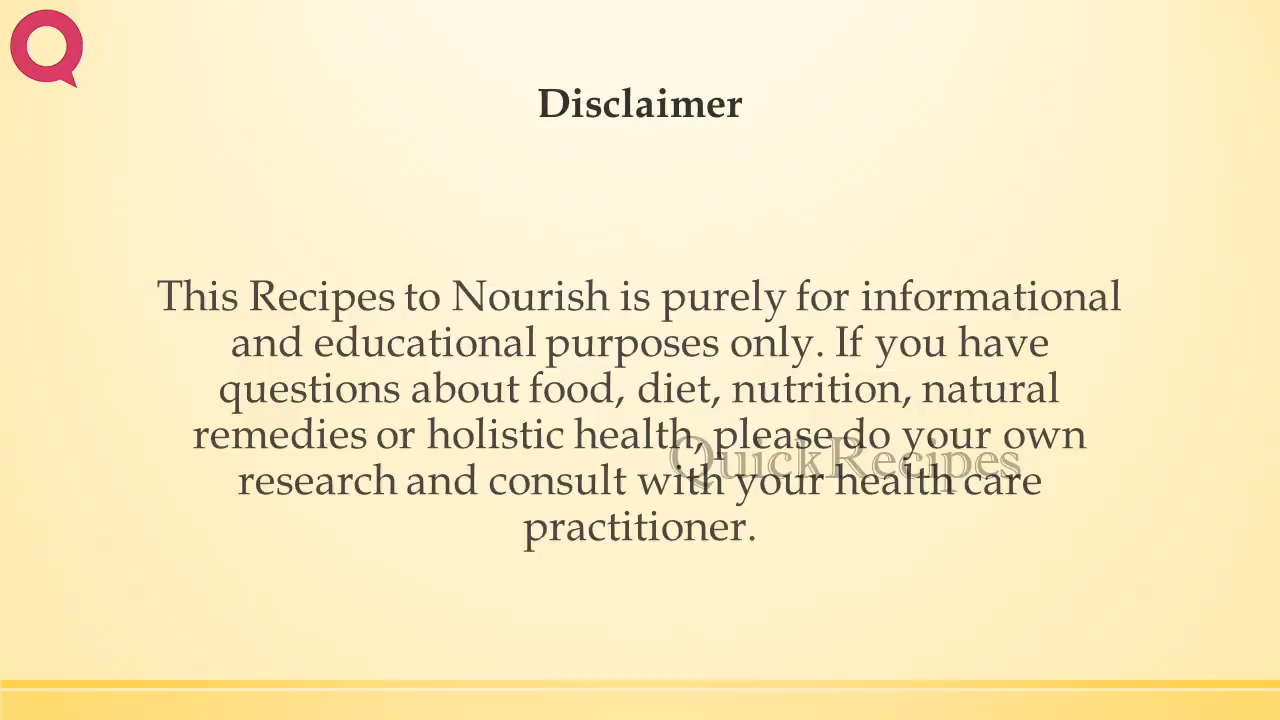 Disclaimer
This Recipes to Nourish is purely for informational
and educational purposes only. If you have
questions about food, diet, nutrition, natural
remedies or holistic health, please do your own
QuickRecipes
research and consult with your health care
practitioner.